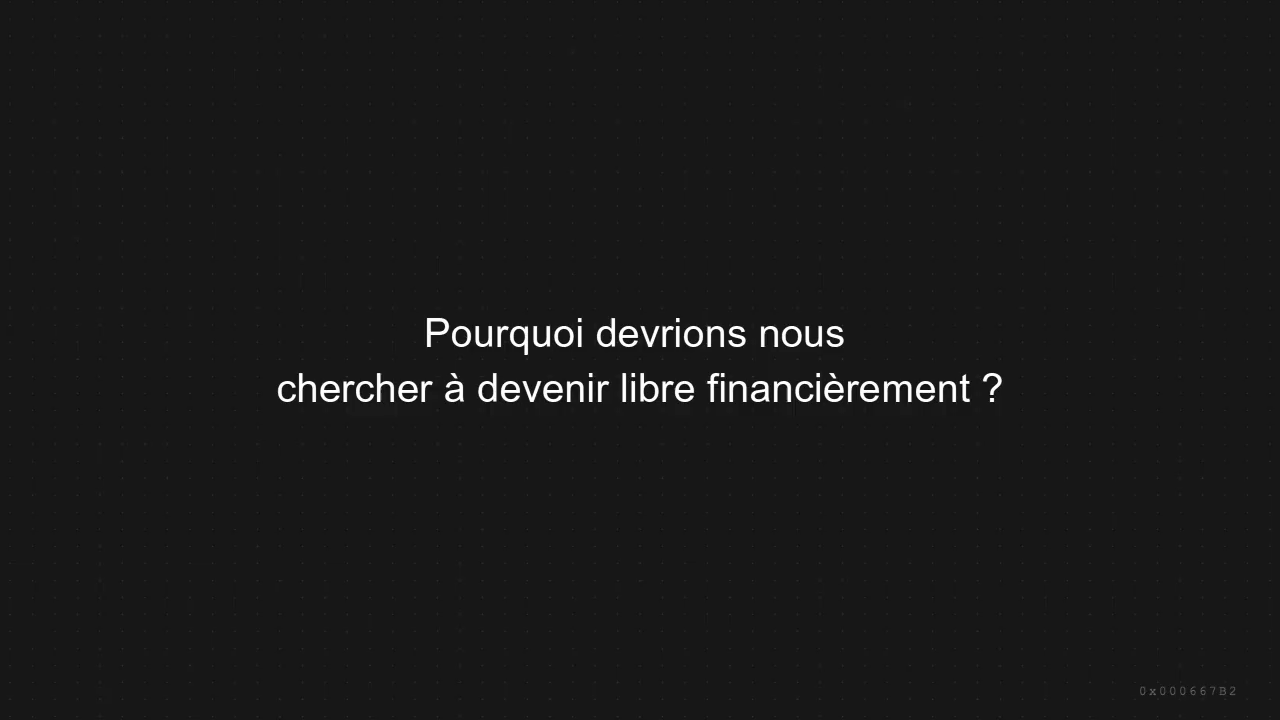 Pourquoi devrions nous
chercher à devenir libre financièrement ?
0x000667B2